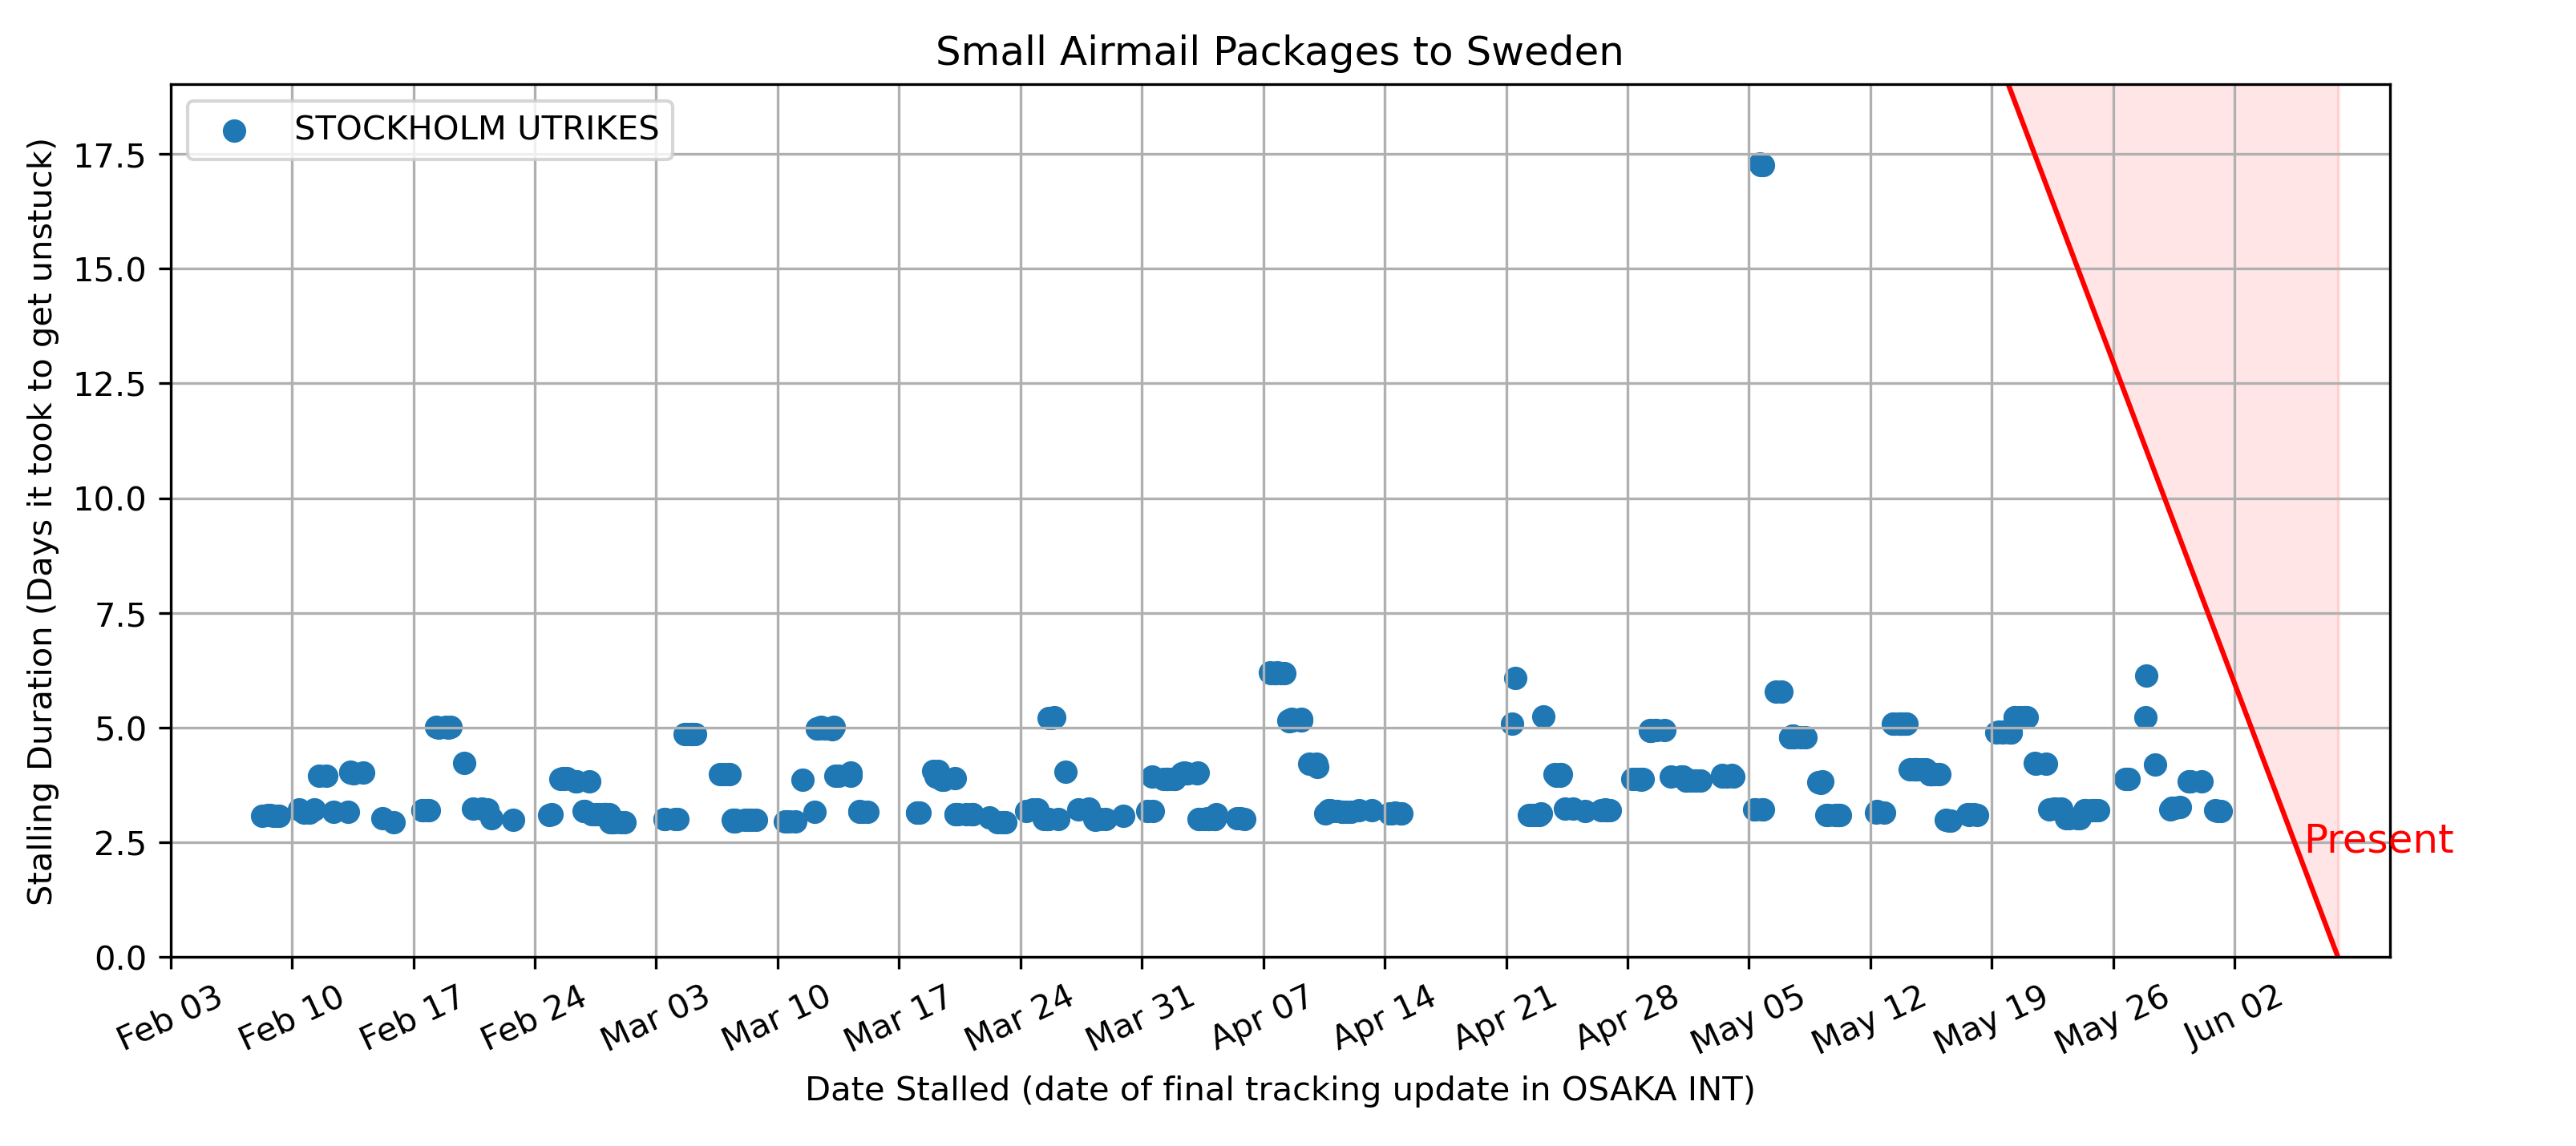 Small Airmail Packages to Sweden
STOCKHOLM UTRIKES
Stalling Duration (Days it took to get unstuck)
17.5
15.0
12.5
10.0
7.5
5.0
2.5
0.0
Present
Feb 03
Feb 10
Feb 17
Feb 24
Mar 03
Mar 10
Mar 17
Mar 24
Mar 31
Apr 07
Apr 14
Apr 21
Apr 28
May 05
May 12
May 19
May 26
Jun 02
Date Stalled (date of final tracking update in OSAKA INT)